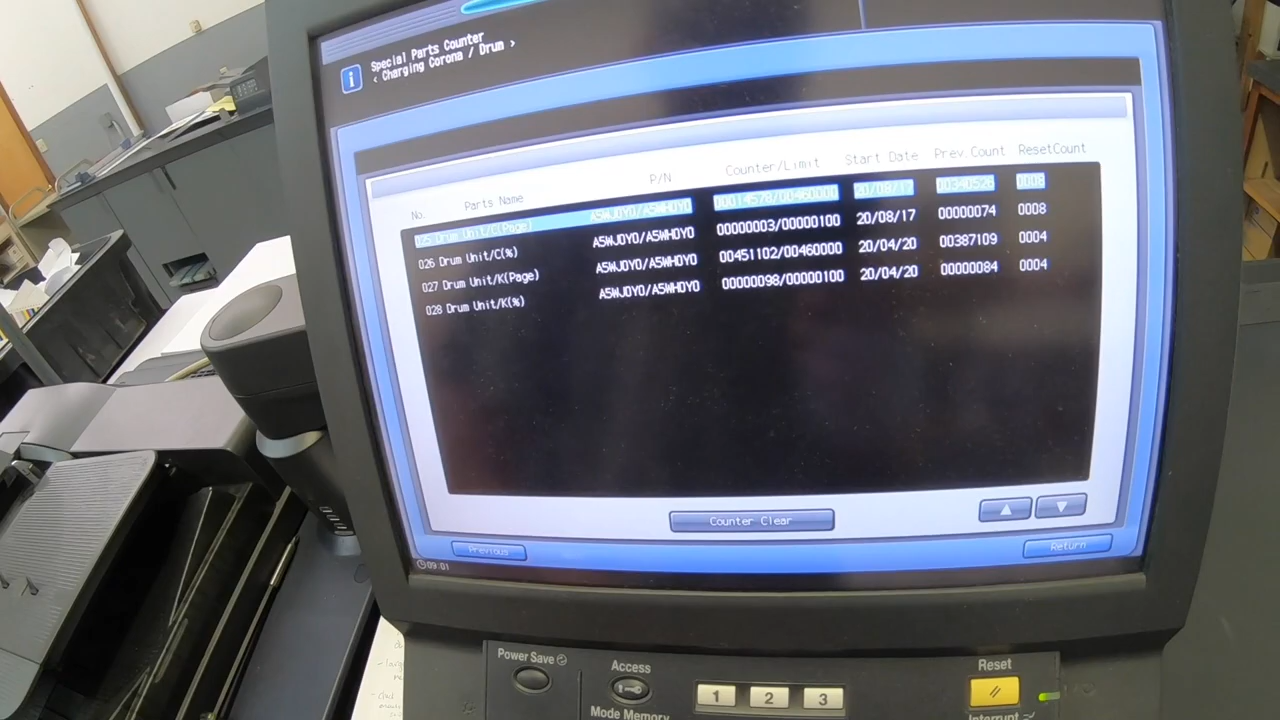 Special Parts Counter
< Charging Corona / Drum >
No. Parts Name P/N Counter/Limit Start Date Prev.Count ResetCount
025 Drum Unit/C(Page) A5WJ0Y0/A5WH0Y0 00014578/00460000 20/08/17 00340526 0008
026 Drum Unit/C(%) A5WJ0Y0/A5WH0Y0 00000003/00000100 20/08/17 00000074 0008
027 Drum Unit/K(Page) A5WJ0Y0/A5WH0Y0 00451102/00460000 20/04/20 00387109 0004
028 Drum Unit/K(%) A5WJ0Y0/A5WH0Y0 00000098/00000100 20/04/20 00000084 0004
Counter Clear
Previous Return
09:01
Power Save Access Reset
1 2 3
Mode Memory Interrupt